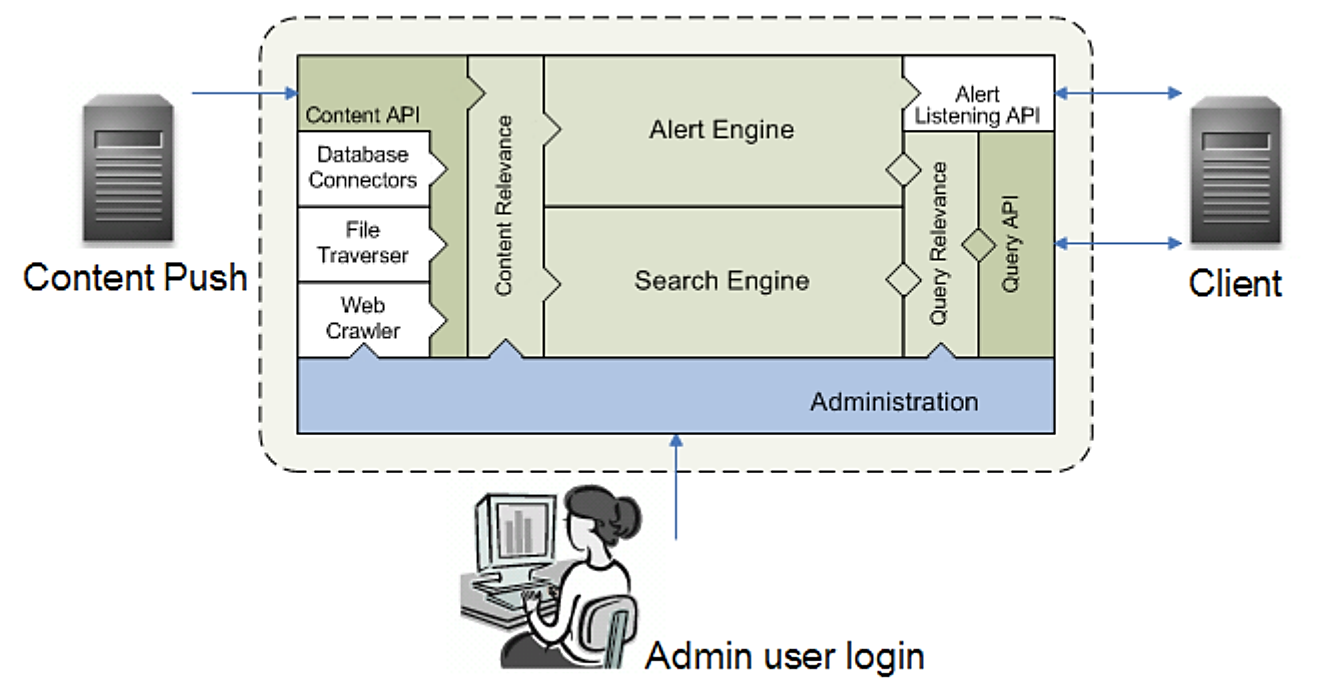 Content API
Database
Connectors
File
Traverser
Web
Crawler
Content Relevance
Alert Engine
Search Engine
Alert
Listening API
Query Relevance
Query API
Administration
Content Push
Client
Admin user login